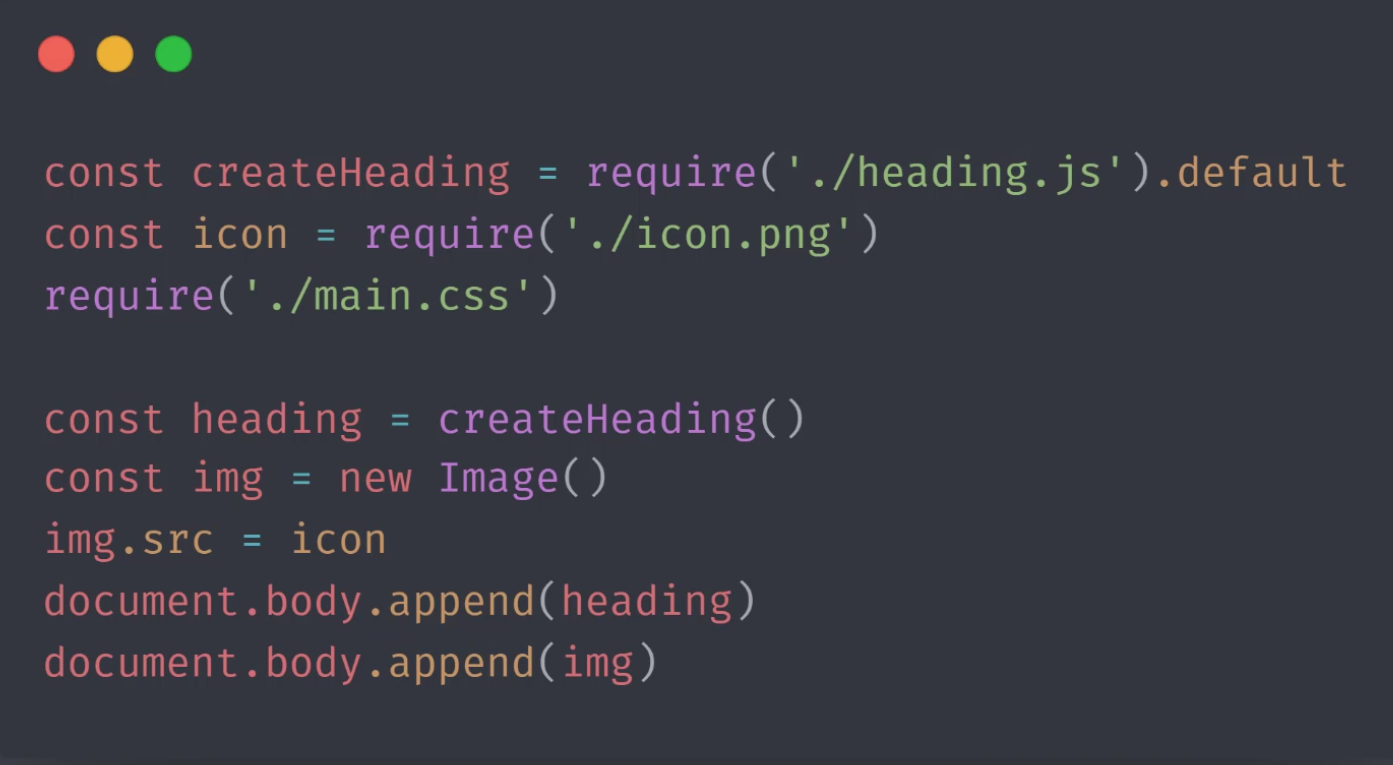 const createHeading = require('./heading.js').default
const icon = require('./icon.png')
require('./main.css')
const heading = createHeading()
const img = new Image()
img.src = icon
document.body.append(heading)
document.body.append(img)